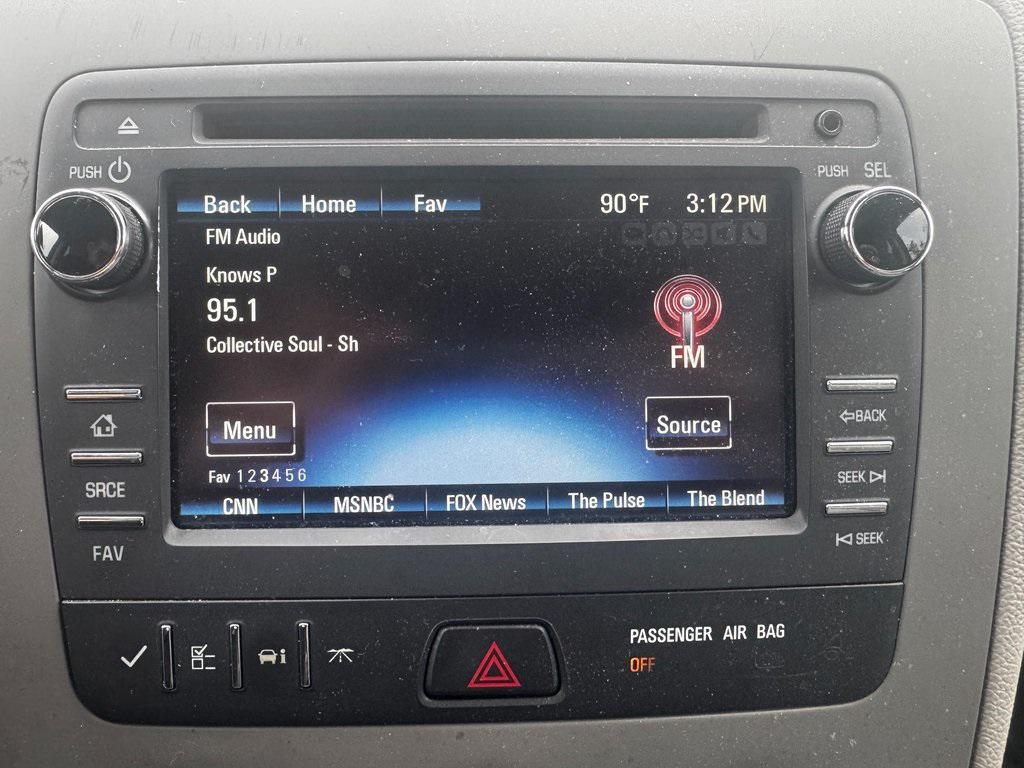 PUSH
PUSH SEL
Back Home Fav 90°F 3:12 PM
FM Audio
Knows P
95.1
Collective Soul - Sh
FM
Menu
Source
Fav 1 2 3 4 5 6
CNN MSNBC FOX News The Pulse The Blend
SRCE
FAV
BACK
SEEK
SEEK
PASSENGER AIR BAG
OFF